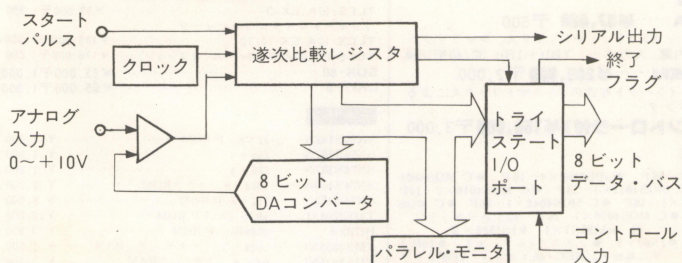 スタート
パルス
クロック
遂次比較レジスタ
シリアル出力
終了
フラグ
アナログ
入力
0～＋10V
8ビット
DAコンバータ
トライ
ステート
I/O
ポート
8ビット
データ・バス
パラレル・モニタ
コントロール
入力